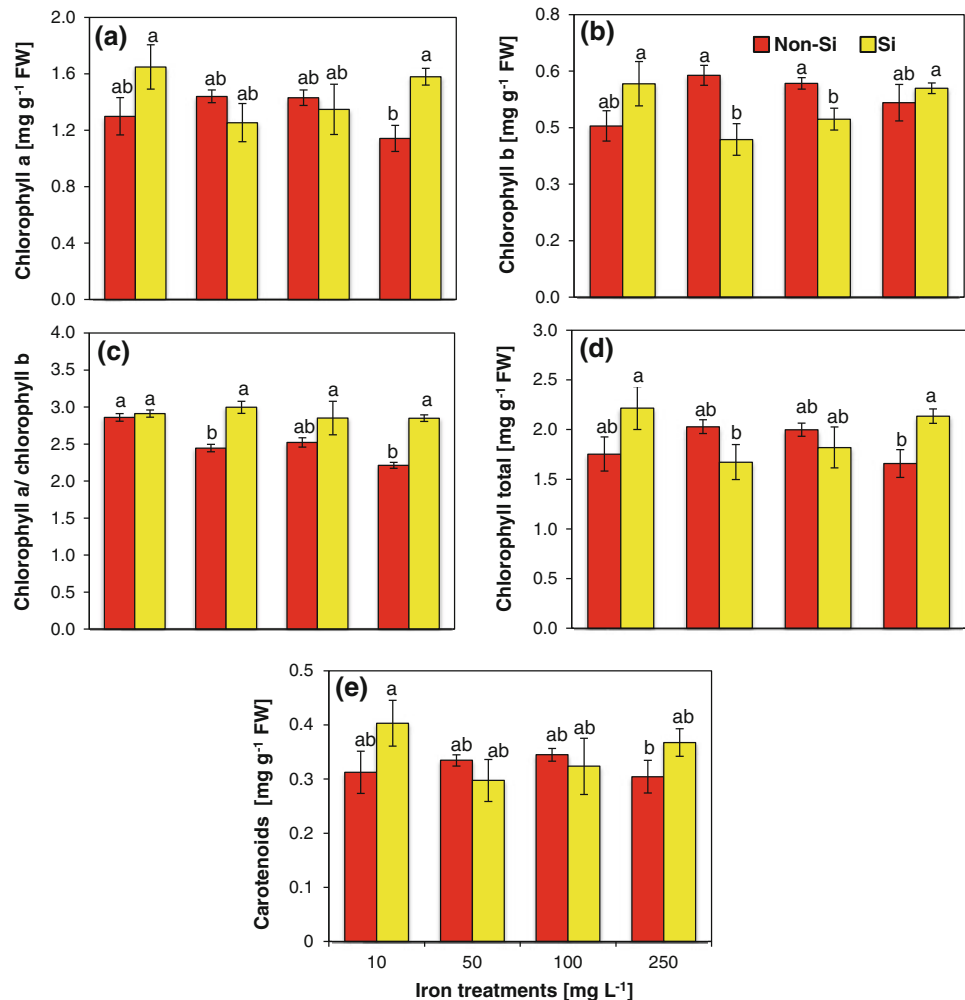 (a)
Chlorophyll a [mg g-1 FW]
2.0
1.6
1.2
0.8
0.4
0.0
ab a ab ab ab ab b a
(b)
Non-Si Si
Chlorophyll b [mg g-1 FW]
0.8
0.6
0.5
0.3
0.2
0.0
ab a a b a b ab a
(c)
Chlorophyll a/ chlorophyll b
4.0
3.5
3.0
2.5
2.0
1.5
1.0
0.5
0.0
a a b a ab a b a
(d)
Chlorophyll total [mg g-1 FW]
3.0
2.5
2.0
1.5
1.0
0.5
0.0
ab a ab b ab ab b a
(e)
Carotenoids [mg g-1 FW]
0.5
0.4
0.3
0.2
0.1
0
ab a ab ab ab ab b ab
10 50 100 250
Iron treatments [mg L-1]